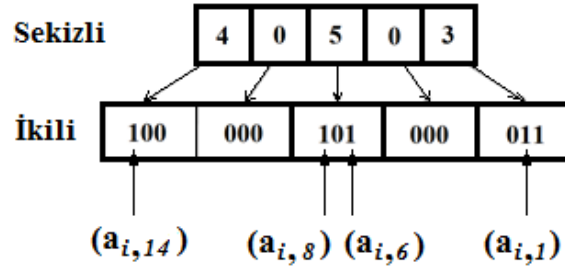 Sekizli 4 0 5 0 3
İkili 100 000 101 000 011
(a_{i,14}) (a_{i,8}) (a_{i,6}) (a_{i,1})